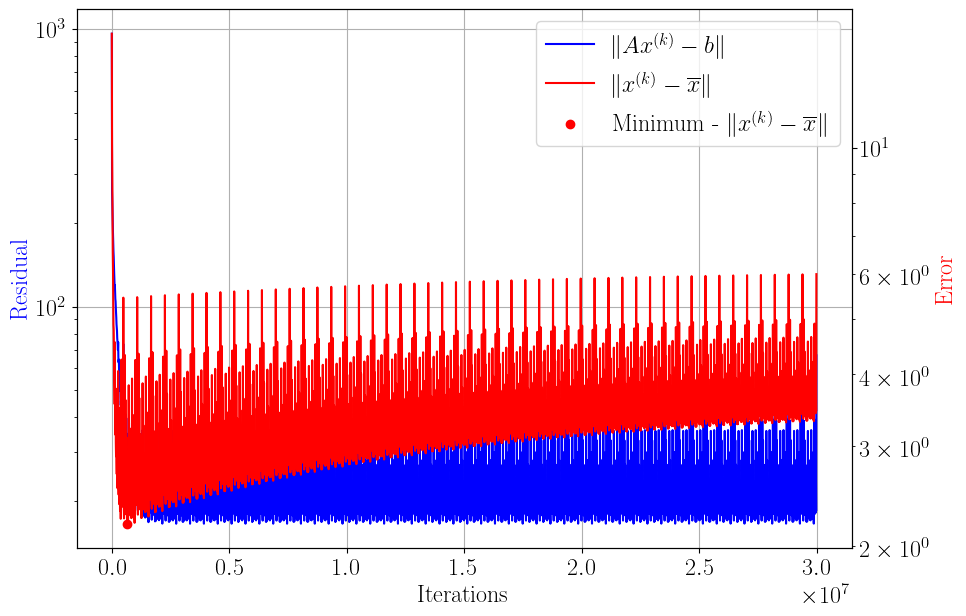 10³
10²
Residual
‖Ax⁽ᵏ⁾ − b‖
‖x⁽ᵏ⁾ − x̅‖
Minimum - ‖x⁽ᵏ⁾ − x̅‖
10¹
6 × 10⁰
4 × 10⁰
3 × 10⁰
2 × 10⁰
Error
0.0 0.5 1.0 1.5 2.0 2.5 3.0
Iterations
×10⁷